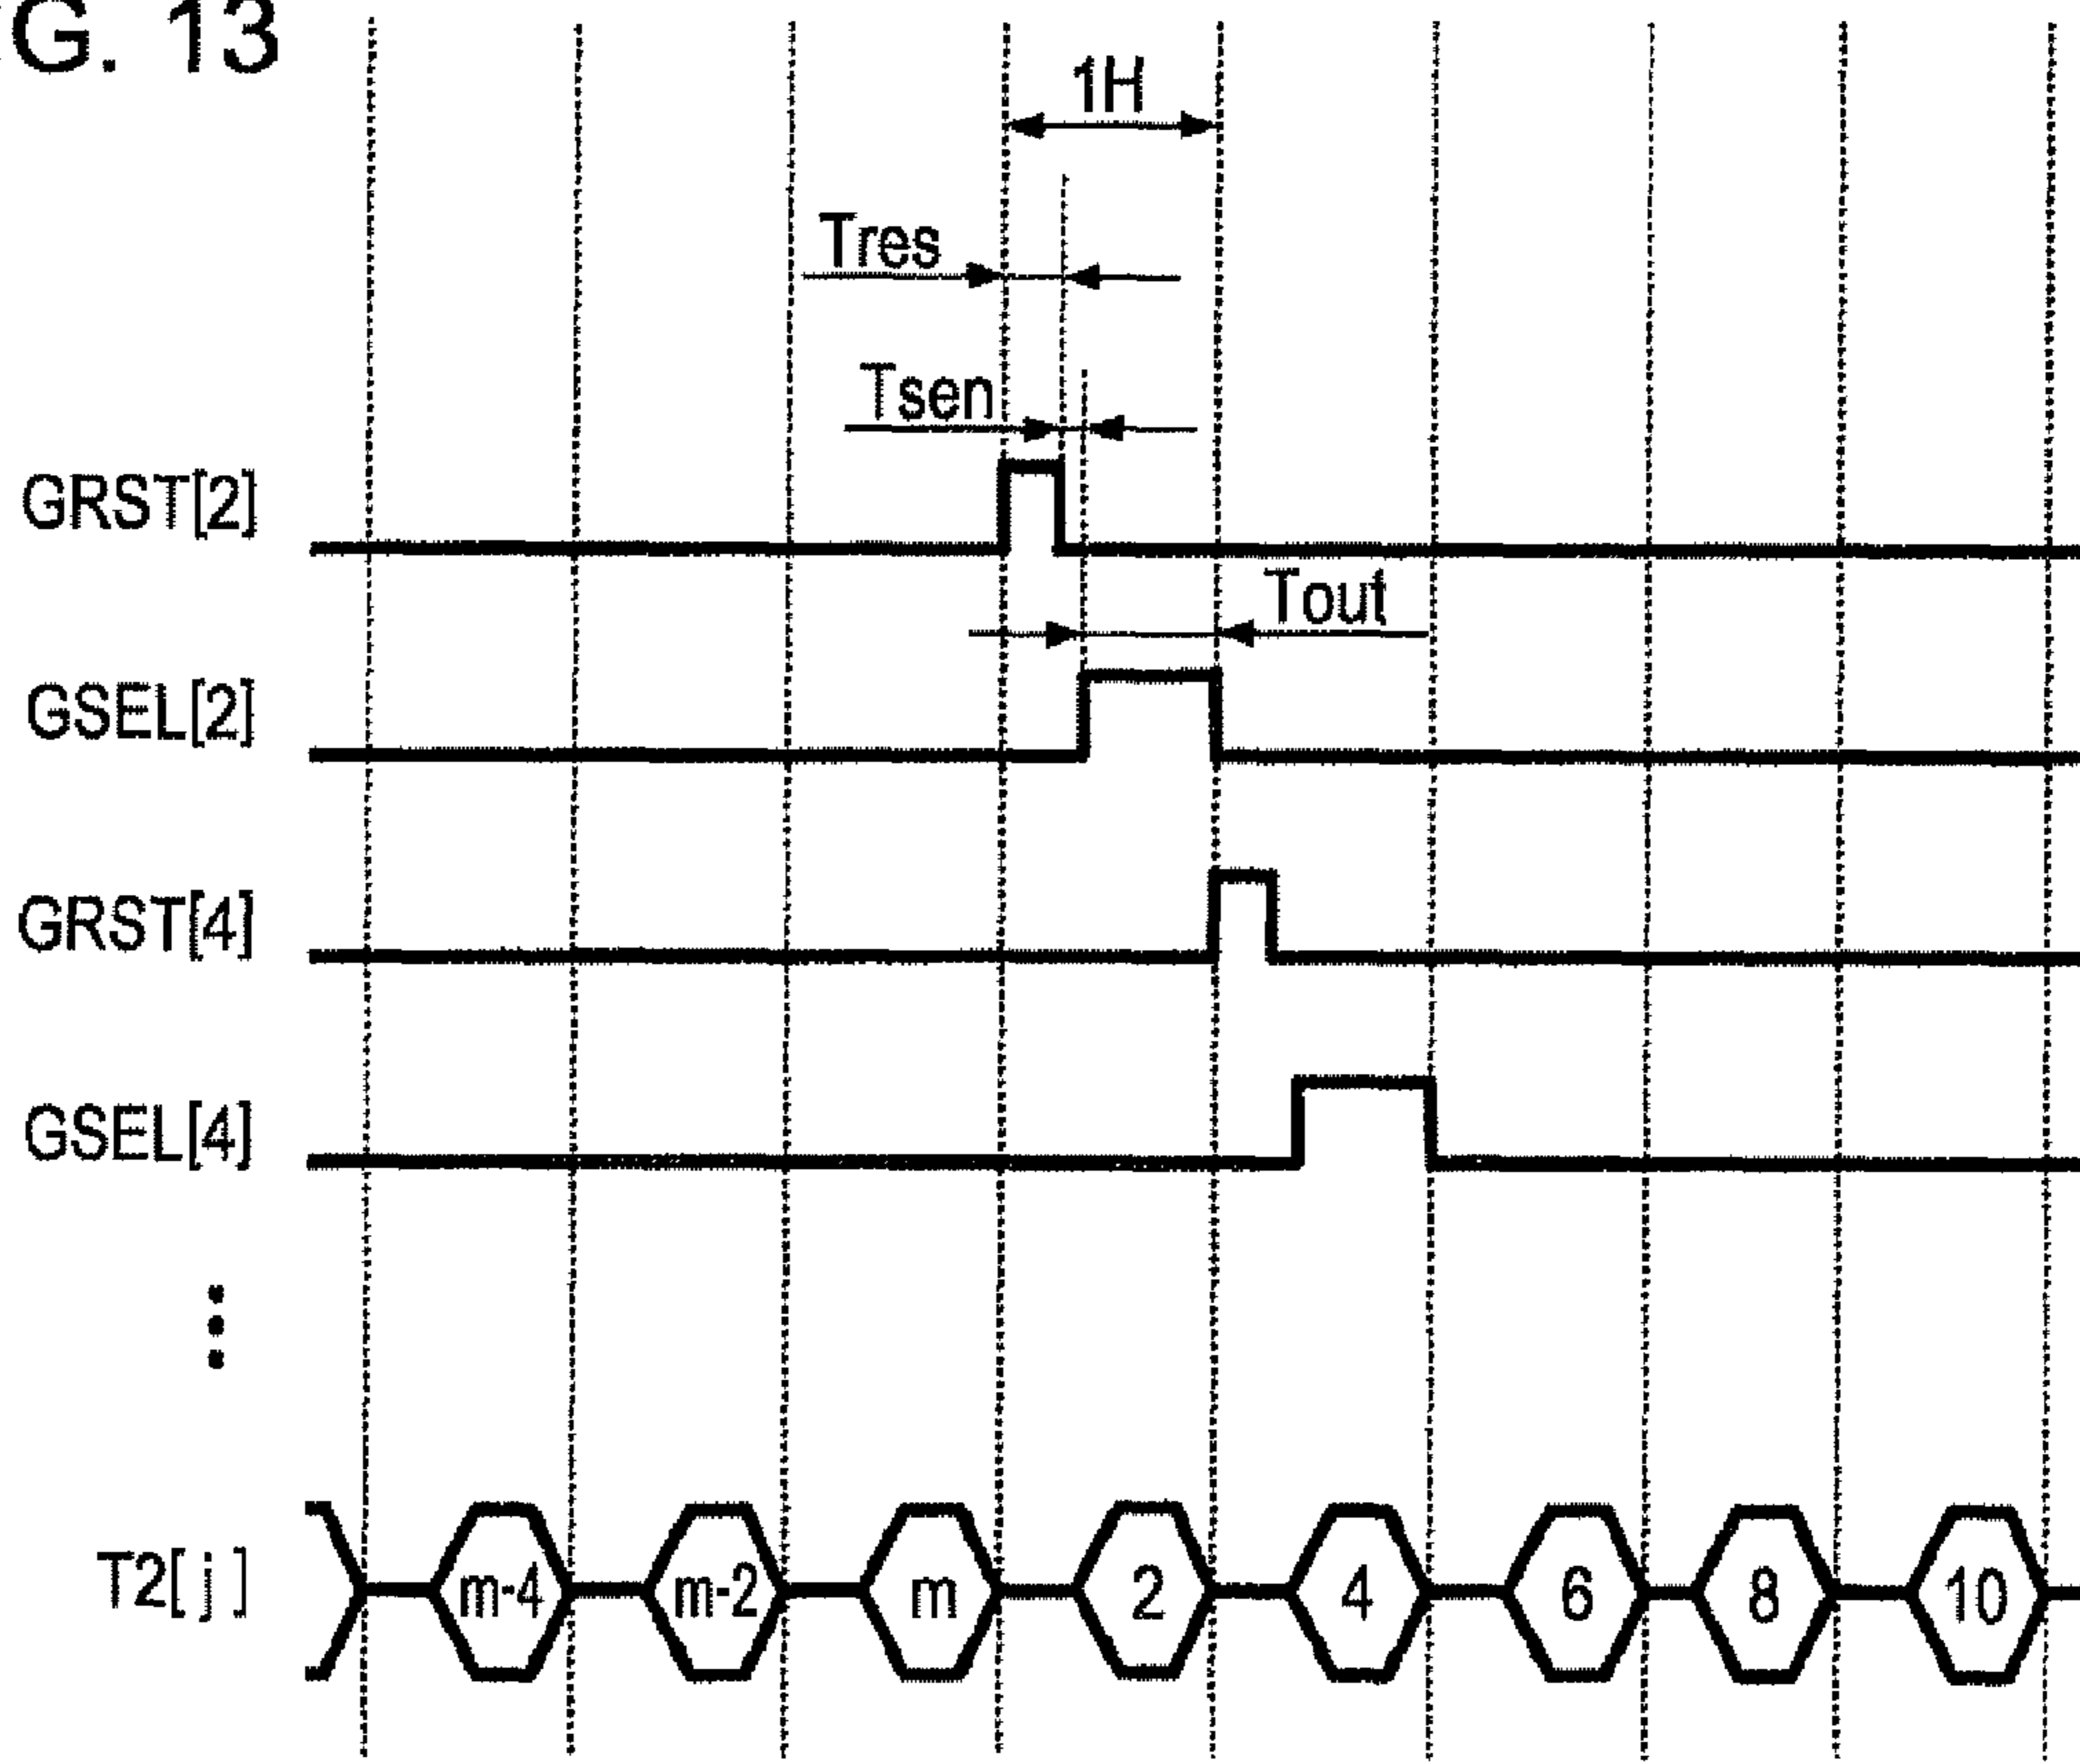 G. 13
1H
Tres
Tsen
GRST[2]
Tout
GSEL[2]
GRST[4]
GSEL[4]
T2[j] m-4 m-2 m 2 4 6 8 10